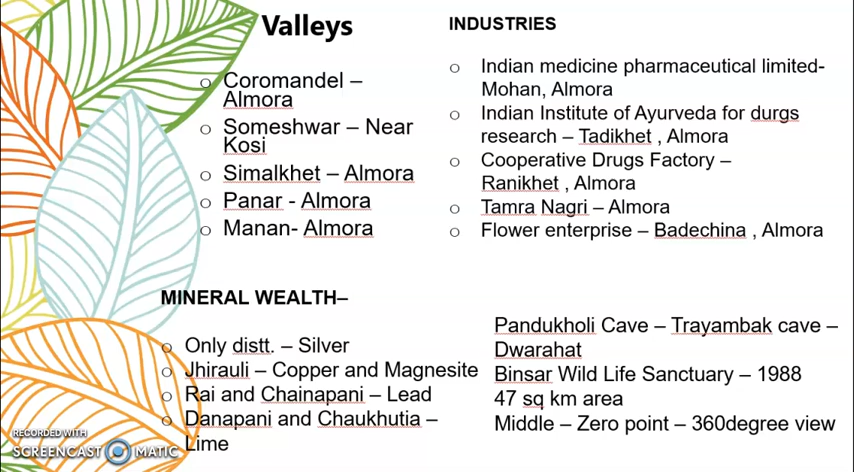 Valleys
o Coromandel –
Almora
o Someshwar – Near
Kosi
o Simalkhet – Almora
o Panar - Almora
o Manan- Almora
INDUSTRIES
o Indian medicine pharmaceutical limited-
Mohan, Almora
o Indian Institute of Ayurveda for durgs
research – Tadikhet , Almora
o Cooperative Drugs Factory –
Ranikhet , Almora
o Tamra Nagri – Almora
o Flower enterprise – Badechina , Almora
MINERAL WEALTH–
o Only distt. – Silver
o Jhirauli – Copper and Magnesite
o Rai and Chainapani – Lead
o Danapani and Chaukhutia –
Lime
Pandukholi Cave – Trayambak cave –
Dwarahat
Binsar Wild Life Sanctuary – 1988
47 sq km area
Middle – Zero point – 360degree view
RECORDED WITH
SCREENCAST MATIC